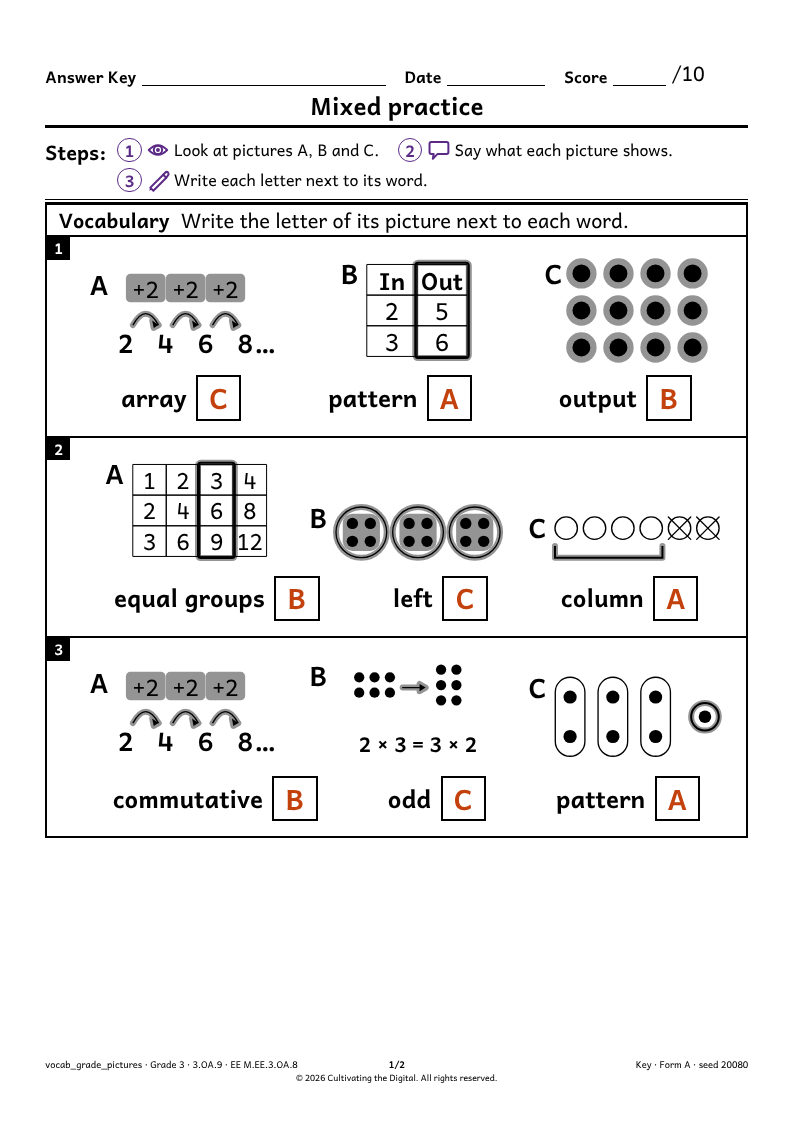 Answer Key ____ Date ____ Score ____ /10
Mixed practice
Steps: 1 Look at pictures A, B and C. 2 Say what each picture shows.
3 Write each letter next to its word.
Vocabulary Write the letter of its picture next to each word.
1
A +2 +2 +2
2 4 6 8...
B In Out
2 5
3 6
C
array C pattern A output B
2
A 1 2 3 4
2 4 6 8
3 6 9 12
B
C
equal groups B left C column A
3
A +2 +2 +2
2 4 6 8...
B
2 × 3 = 3 × 2
C
commutative B odd C pattern A
vocab_grade_pictures · Grade 3 · 3.OA.9 · EE M.EE.3.OA.8 1/2 Key · Form A · seed 20080
© 2026 Cultivating the Digital. All rights reserved.